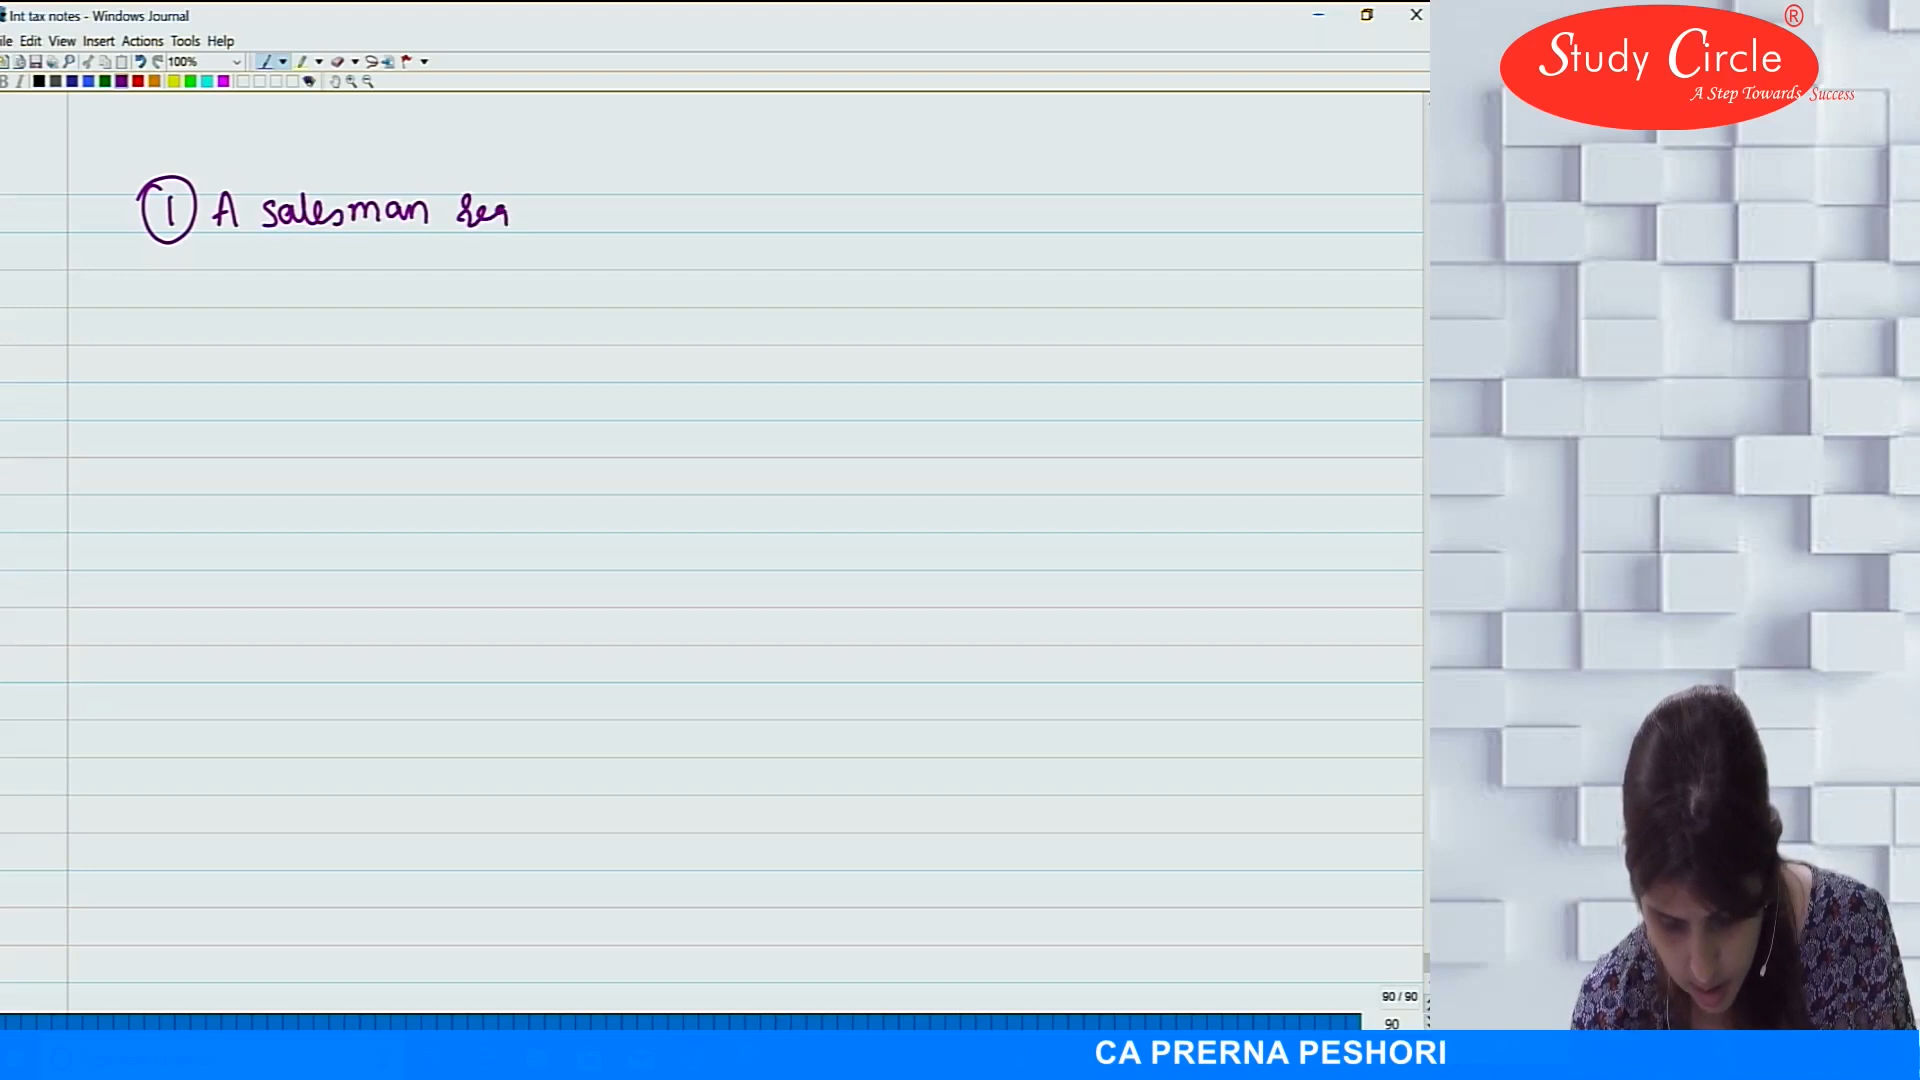 Int tax notes - Windows Journal
ile Edit View Insert Actions Tools Help
100%
B I
① A salesman
90 / 90
90
Study Circle ®
A Step Towards Success
CA PRERNA PESHORI